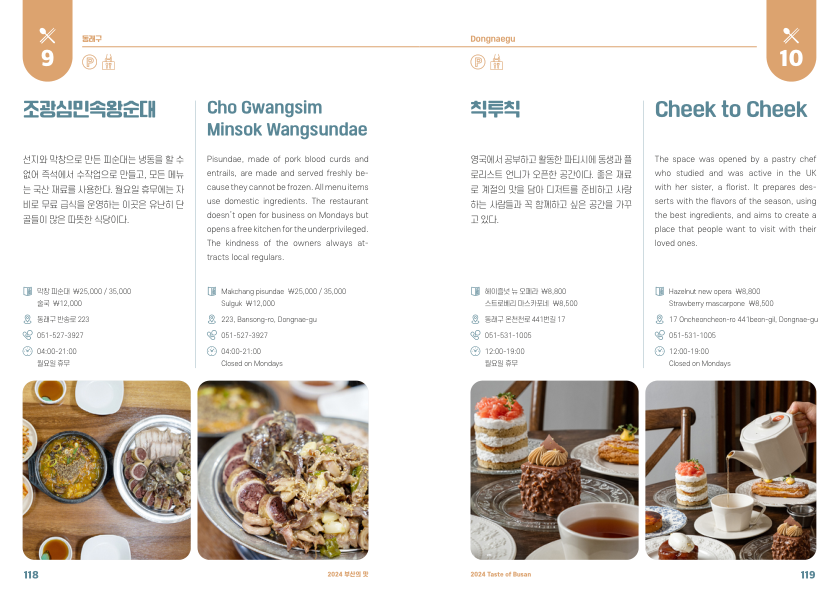 9
동래구
조광심민속왕순대
선지와 막창으로 만든 피순대는 냉동을 할 수
없어 즉석에서 수작업으로 만들고, 모든 메뉴
는 국산 재료를 사용한다. 월요일 휴무에는 자
비로 무료 급식을 운영하는 이곳은 유난히 단
골들이 많은 따뜻한 식당이다.
막창 피순대 ₩25,000 / 35,000
술국 ₩12,000
동래구 반송로 223
051-527-3927
04:00-21:00
월요일 휴무
Cho Gwangsim
Minsok Wangsundae
Pisundae, made of pork blood curds and
entrails, are made and served freshly be-
cause they cannot be frozen. All menu items
use domestic ingredients. The restaurant
doesn't open for business on Mondays but
opens a free kitchen for the underprivileged.
The kindness of the owners always at-
tracts local regulars.
Makchang pisundae ₩25,000 / 35,000
Sulguk ₩12,000
223, Bansong-ro, Dongnae-gu
051-527-3927
04:00-21:00
Closed on Mondays
118
2024 부산의 맛
Dongnaegu
10
칙투칙
영국에서 공부하고 활동한 파티시에 동생과 플
로리스트 언니가 오픈한 공간이다. 좋은 재료
로 계절의 맛을 담아 디저트를 준비하고 사랑
하는 사람들과 꼭 함께하고 싶은 공간을 가꾸
고 있다.
헤이즐넛 뉴 오페라 ₩8,800
스트로베리 마스카포네 ₩8,500
동래구 온천천로 441번길 17
051-531-1005
12:00-19:00
월요일 휴무
Cheek to Cheek
The space was opened by a pastry chef
who studied and was active in the UK
with her sister, a florist. It prepares des-
serts with the flavors of the season, using
the best ingredients, and aims to create a
place that people want to visit with their
loved ones.
Hazelnut new opera ₩8,800
Strawberry mascarpone ₩8,500
17 Oncheoncheon-ro 441beon-gil, Dongnae-gu
051-531-1005
12:00-19:00
Closed on Mondays
2024 Taste of Busan
119